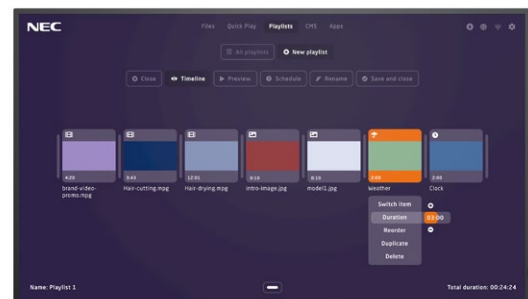 NEC
Files Quick Play Playlists CMS Apps
All playlists New playlist
Close Timeline Preview Schedule Rename Save and close
4:20 3:43 12:01 0:10 0:10 2:00 2:00
brand-video-promo.mpg Hair-cutting.mpg Hair-drying.mpg intro-image.jpg model1.jpg Weather Clock
Switch item
Duration 03:00
Reorder
Duplicate
Delete
Name: Playlist 1 Total duration: 00:24:24